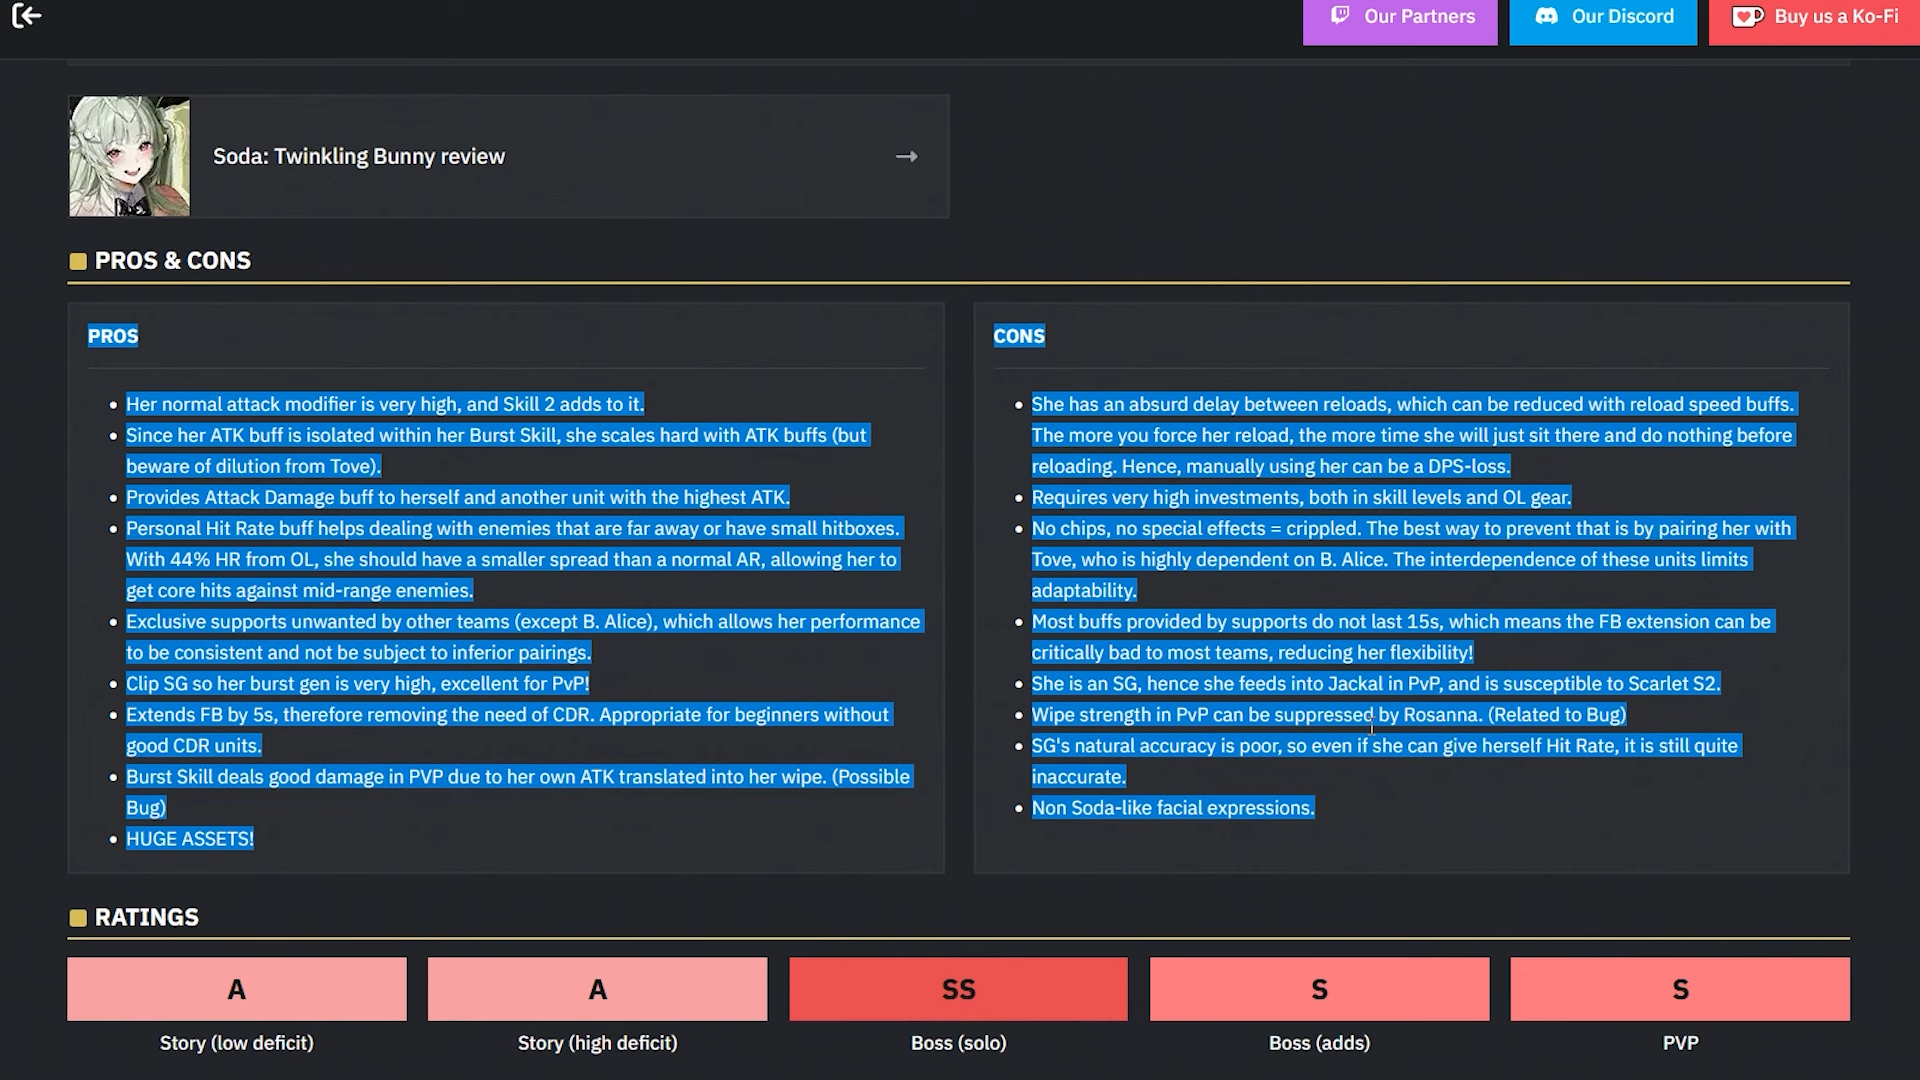 Our Partners
Our Discord
Buy us a Ko-Fi
Soda: Twinkling Bunny review
PROS & CONS
PROS
Her normal attack modifier is very high, and Skill 2 adds to it.
Since her ATK buff is isolated within her Burst Skill, she scales hard with ATK buffs (but
beware of dilution from Tove).
Provides Attack Damage buff to herself and another unit with the highest ATK.
Personal Hit Rate buff helps dealing with enemies that are far away or have small hitboxes.
With 44% HR from OL, she should have a smaller spread than a normal AR, allowing her to
get core hits against mid-range enemies.
Exclusive supports unwanted by other teams (except B. Alice), which allows her performance
to be consistent and not be subject to inferior pairings.
Clip SG so her burst gen is very high, excellent for PvP!
Extends FB by 5s, therefore removing the need of CDR. Appropriate for beginners without
good CDR units.
Burst Skill deals good damage in PVP due to her own ATK translated into her wipe. (Possible
Bug)
HUGE ASSETS!
CONS
She has an absurd delay between reloads, which can be reduced with reload speed buffs.
The more you force her reload, the more time she will just sit there and do nothing before
reloading. Hence, manually using her can be a DPS-loss.
Requires very high investments, both in skill levels and OL gear.
No chips, no special effects = crippled. The best way to prevent that is by pairing her with
Tove, who is highly dependent on B. Alice. The interdependence of these units limits
adaptability.
Most buffs provided by supports do not last 15s, which means the FB extension can be
critically bad to most teams, reducing her flexibility!
She is an SG, hence she feeds into Jackal in PvP, and is susceptible to Scarlet S2.
Wipe strength in PvP can be suppressed by Rosanna. (Related to Bug)
SG's natural accuracy is poor, so even if she can give herself Hit Rate, it is still quite
inaccurate.
Non Soda-like facial expressions.
RATINGS
A
A
SS
S
S
Story (low deficit)
Story (high deficit)
Boss (solo)
Boss (adds)
PVP